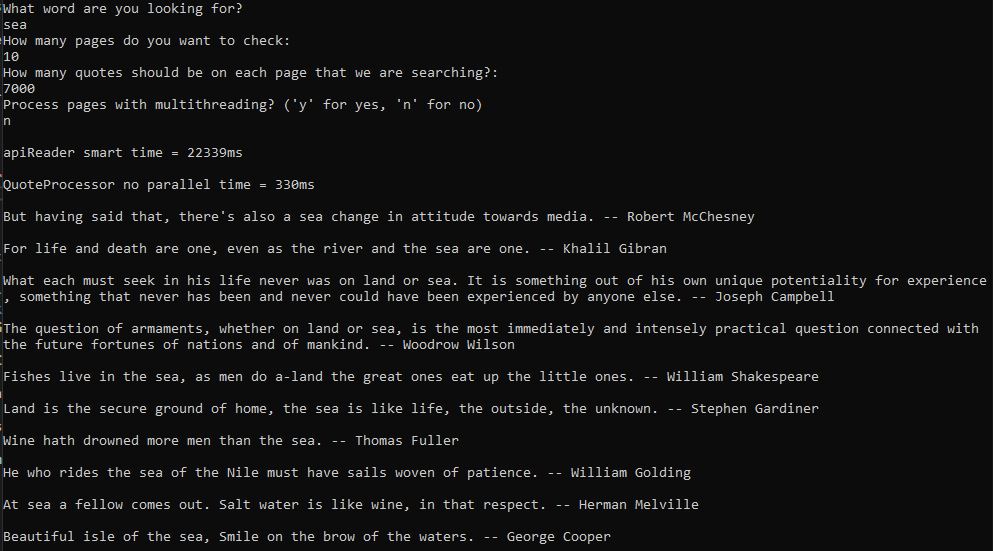 What word are you looking for?
sea
How many pages do you want to check:
10
How many quotes should be on each page that we are searching?:
7000
Process pages with multithreading? ('y' for yes, 'n' for no)
n
apiReader smart time = 22339ms
QuoteProcessor no parallel time = 330ms
But having said that, there's also a sea change in attitude towards media. -- Robert McChesney
For life and death are one, even as the river and the sea are one. -- Khalil Gibran
What each must seek in his life never was on land or sea. It is something out of his own unique potentiality for experience
, something that never has been and never could have been experienced by anyone else. -- Joseph Campbell
The question of armaments, whether on land or sea, is the most immediately and intensely practical question connected with
the future fortunes of nations and of mankind. -- Woodrow Wilson
Fishes live in the sea, as men do a-land the great ones eat up the little ones. -- William Shakespeare
Land is the secure ground of home, the sea is like life, the outside, the unknown. -- Stephen Gardiner
Wine hath drowned more men than the sea. -- Thomas Fuller
He who rides the sea of the Nile must have sails woven of patience. -- William Golding
At sea a fellow comes out. Salt water is like wine, in that respect. -- Herman Melville
Beautiful isle of the sea, Smile on the brow of the waters. -- George Cooper